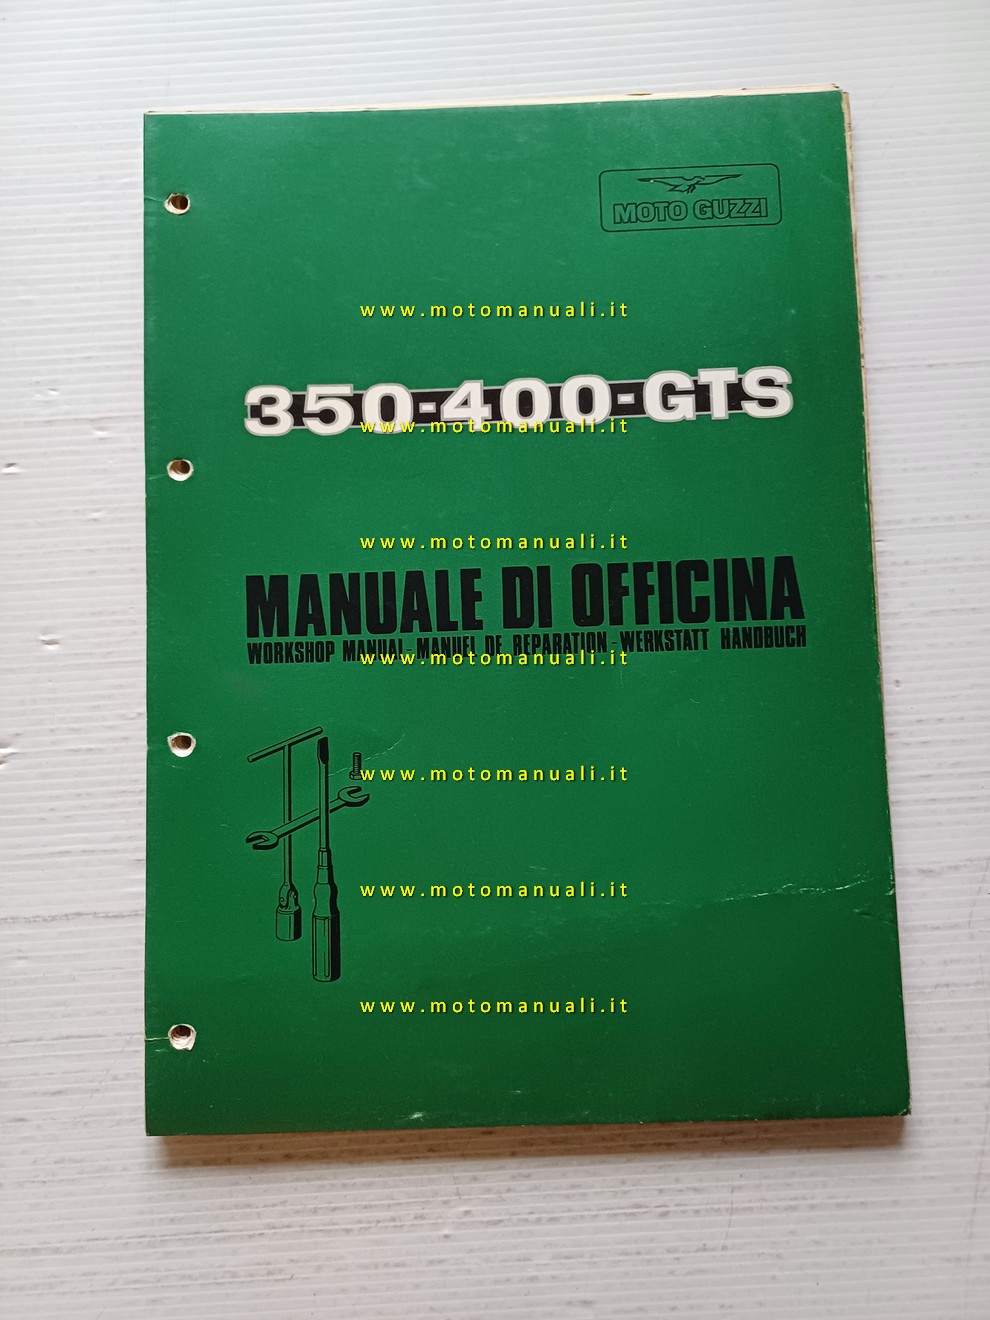 MOTO GUZZI
www.motomanuali.it
350-400-GTS
www.motomanuali.it
www.motomanuali.it
MANUALE DI OFFICINA
WORKSHOP MANUAL - MANUEL DE REPARATION - WERKSTATT HANDBUCH
www.motomanuali.it
www.motomanuali.it
www.motomanuali.it
www.motomanuali.it